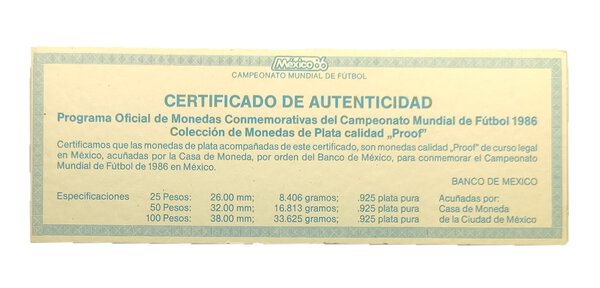 México 86
CAMPEONATO MUNDIAL DE FÚTBOL
CERTIFICADO DE AUTENTICIDAD
Programa Oficial de Monedas Conmemorativas del Campeonato Mundial de Fútbol 1986
Colección de Monedas de Plata calidad „Proof”
Certificamos que las monedas de plata acompañadas de este certificado, son monedas calidad „Proof” de curso legal
en México, acuñadas por la Casa de Moneda, por orden del Banco de México, para conmemorar el Campeonato
Mundial de Fútbol de 1986 en México.
BANCO DE MEXICO
Especificaciones 25 Pesos: 26.00 mm; 8.406 gramos; .925 plata pura Acuñadas por:
50 Pesos: 32.00 mm; 16.813 gramos; .925 plata pura Casa de Moneda
100 Pesos: 38.00 mm; 33.625 gramos; .925 plata pura de la Ciudad de México